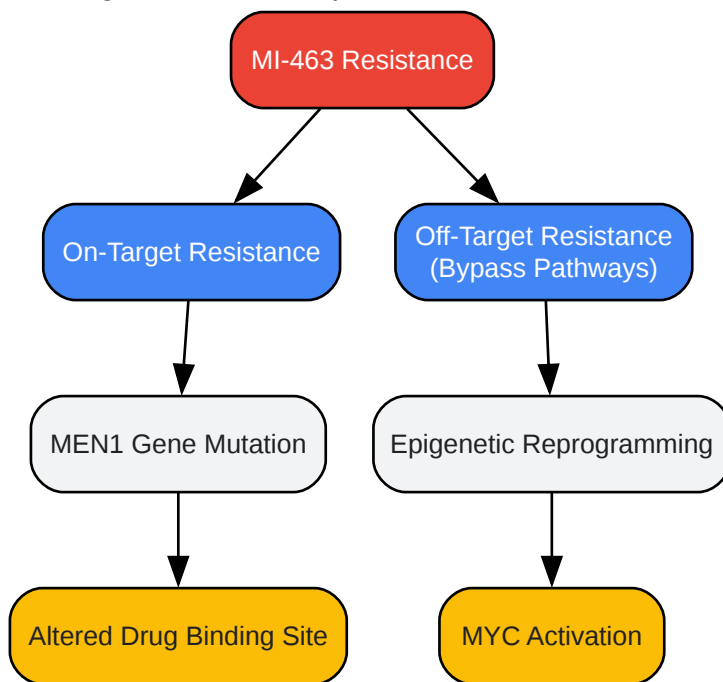 MI-463 Resistance
On-Target Resistance
Off-Target Resistance
(Bypass Pathways)
MEN1 Gene Mutation
Epigenetic Reprogramming
Altered Drug Binding Site
MYC Activation